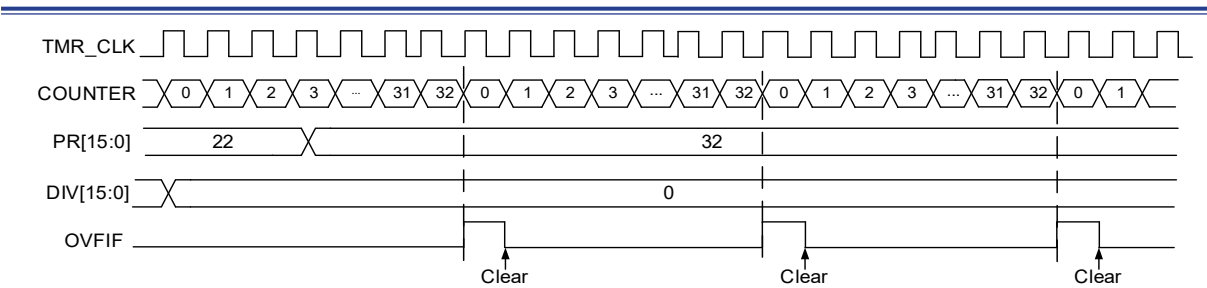 TMR_CLK
COUNTER 0 1 2 3 ... 31 32 0 1 2 3 ... 31 32 0 1 2 3 ... 31 32 0 1
PR[15:0] 22 32
DIV[15:0] 0
OVFIF
Clear Clear Clear